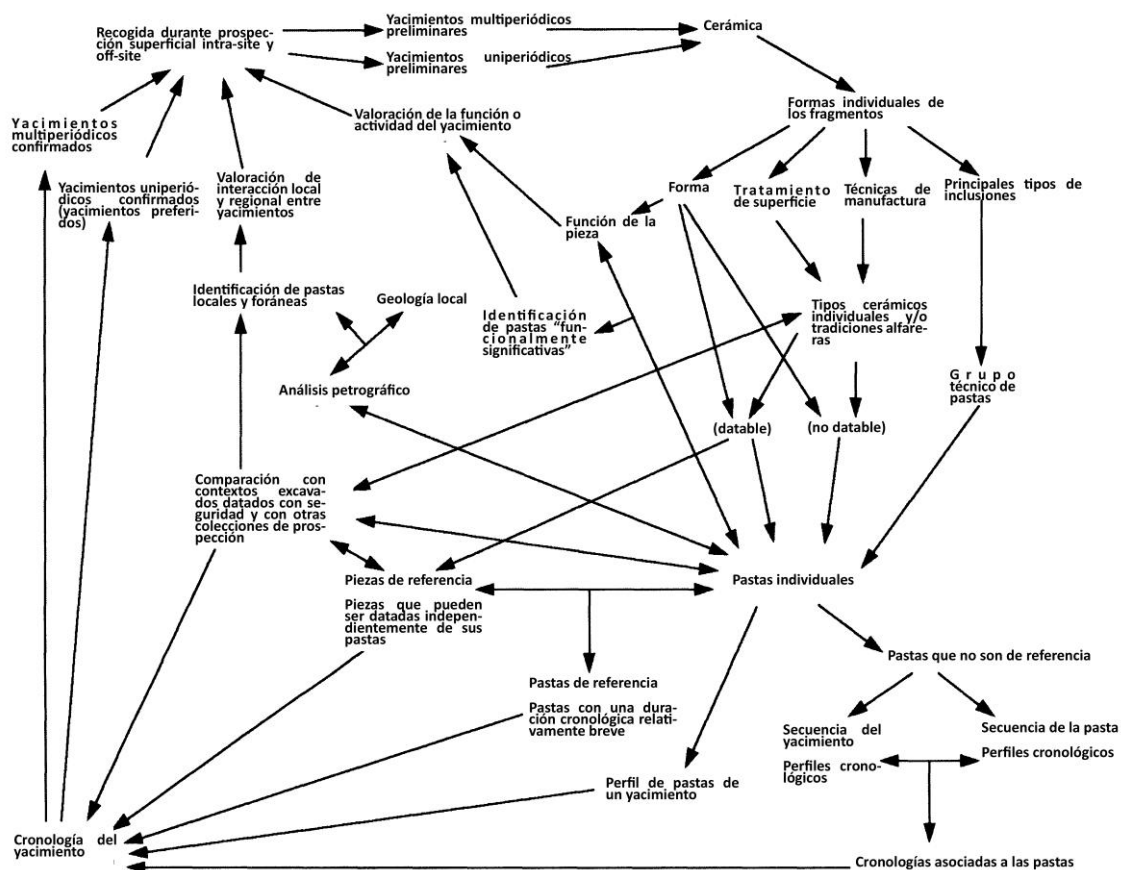 Recogida durante prospec-
ción superficial intra-site y
off-site
Yacimientos multiperiódicos
preliminares
Yacimientos uniperiódicos
preliminares
Cerámica
Formas individuales de
los fragmentos
Yacimientos
multiperiódicos
confirmados
Yacimientos uniperió-
dicos confirmados
(yacimientos preferi-
dos)
Valoración de
interacción local
y regional entre
yacimientos
Valoración de la función o
actividad del yacimiento
Forma
Tratamiento
de superficie
Técnicas de
manufactura
Principales tipos de
inclusiones
Función de la
pieza
Identificación de pastas
locales y foráneas
Geología local
Identificación
de pastas "fun-
cionalmente
significativas"
Tipos cerámicos
individuales y/o
tradiciones alfare-
ras
Análisis petrográfico
Grupo
técnico de
pastas
(datable)
(no datable)
Comparación con
contextos excava-
dos datados con se-
guridad y con otras
colecciones de pros-
pección
Piezas de referencia
Piezas que pueden
ser datadas indepen-
dientemente de sus
pastas
Pastas individuales
Pastas que no son de referencia
Pastas de referencia
Pastas con una dura-
ción cronológica relati-
vamente breve
Secuencia del
yacimiento
Perfiles crono-
lógicos
Secuencia de la pasta
Perfiles cronológicos
Perfil de pastas de
un yacimiento
Cronología del
yacimiento
Cronologías asociadas a las pastas